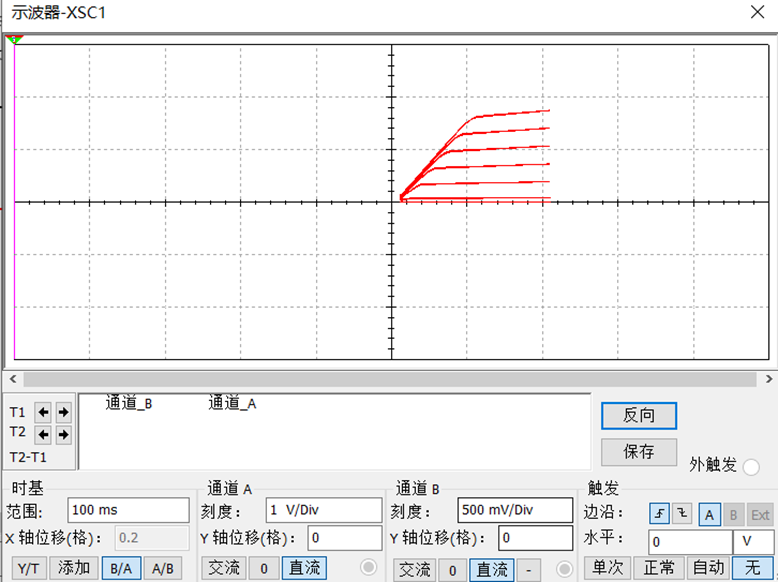 示波器-XSC1
通道_B 通道_A
T1
T2
T2-T1
反向
保存
外触发
时基
范围: 100 ms
X 轴位移(格): 0.2
Y/T 添加 B/A A/B
通道 A
刻度: 1 V/Div
Y 轴位移(格): 0
交流 0 直流
通道 B
刻度: 500 mV/Div
Y 轴位移(格): 0
交流 0 直流 -
触发
边沿: A B Ext
水平: 0 V
单次 正常 自动 无